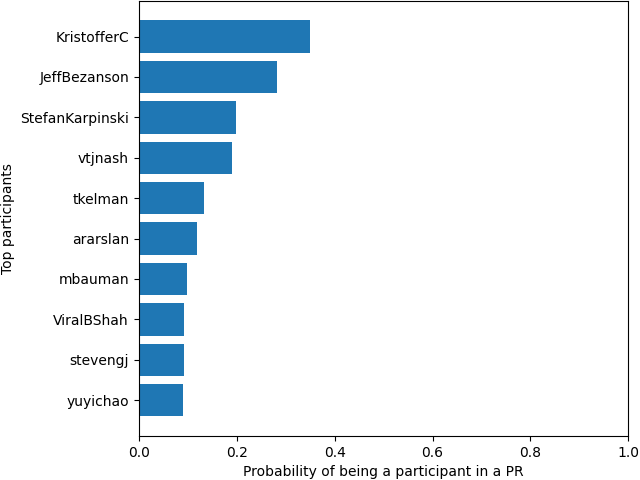 Top participants
KristofferC
JeffBezanson
StefanKarpinski
vtjnash
tkelman
ararslan
mbauman
ViralBShah
stevengj
yuyichao
0.0 0.2 0.4 0.6 0.8 1.0
Probability of being a participant in a PR